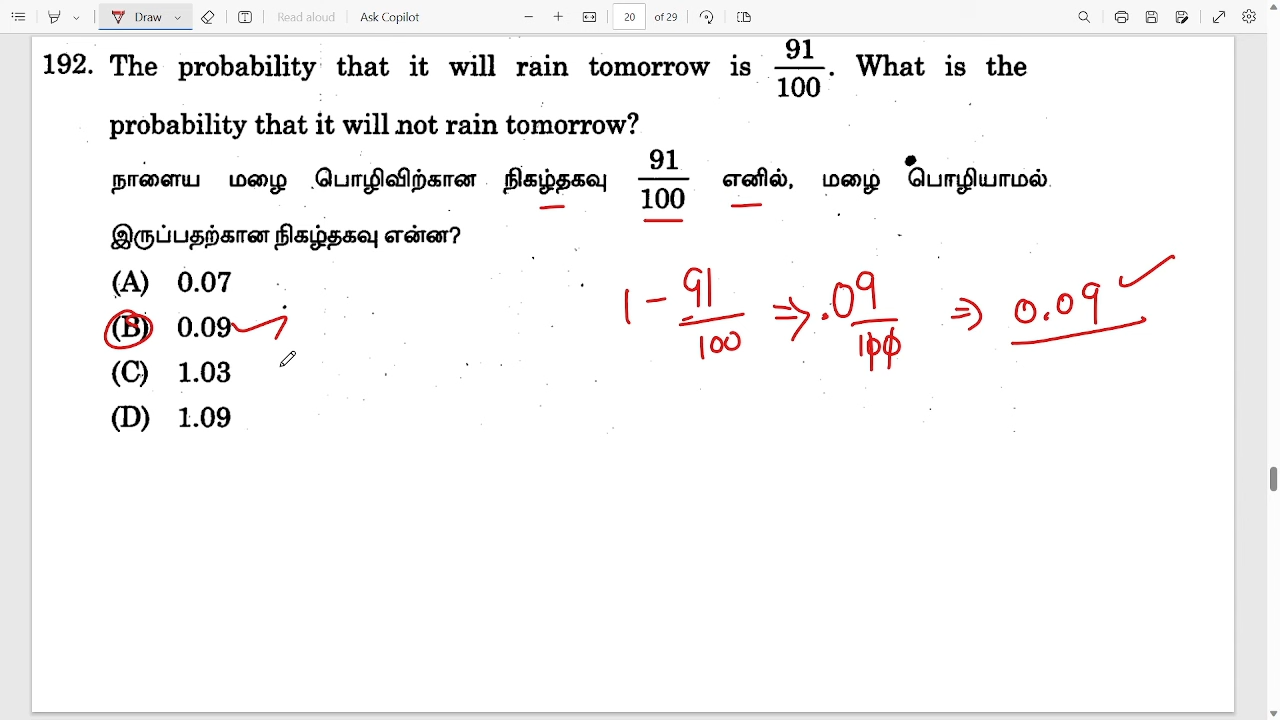 Draw Read aloud Ask Copilot 20 of 29
192. The probability that it will rain tomorrow is 91/100. What is the
probability that it will not rain tomorrow?
நாளைய மழை பொழிவிற்கான நிகழ்தகவு 91/100 எனில், மழை பொழியாமல்
இருப்பதற்கான நிகழ்தகவு என்ன?
(A) 0.07
(B) 0.09
(C) 1.03
(D) 1.09
1 - 91/100 ⇒ .09/100 ⇒ 0.09